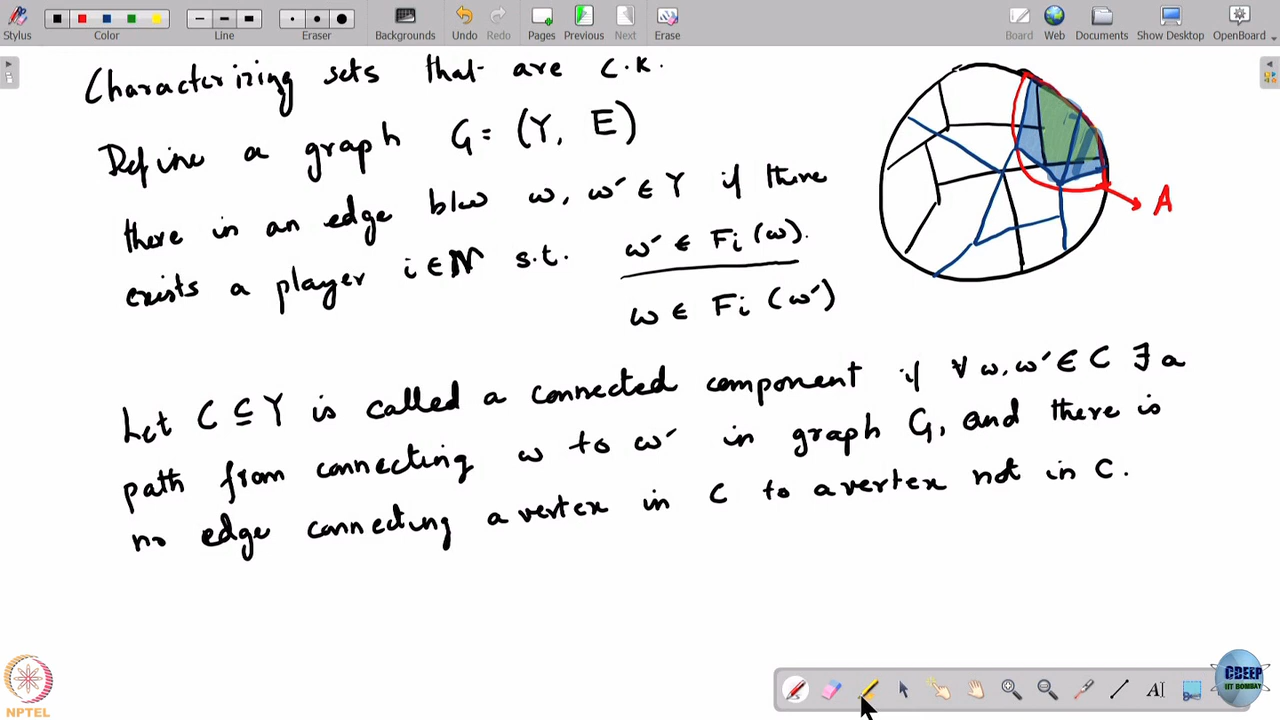 Stylus
Color
Line
Eraser
Backgrounds
Undo
Redo
Pages
Previous
Next
Erase
Board
Web
Documents
Show Desktop
OpenBoard
Characterizing sets that are C.K.
Define a graph G = (Y, E)
there in an edge b/w ω, ω′ ∈ Y if there
exists a player i ∈ N s.t. ω′ ∈ Fi (ω).
ω ∈ Fi (ω′)
A
Let C ⊆ Y is called a connected component if ∀ ω, ω′ ∈ C ∃ a
path from connecting ω to ω′ in graph G, and there is
no edge connecting a vertex in C to a vertex not in C.
NPTEL
CDEEP
IIT BOMBAY